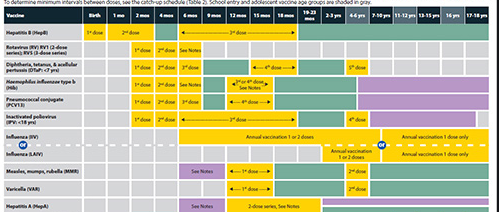 To determine minimum intervals between doses, see the catch-up schedule (Table 2). School entry and adolescent vaccine age groups are shaded in gray.
Vaccine Birth 1 mo 2 mos 4 mos 6 mos 9 mos 12 mos 15 mos 18 mos 19-23 mos 2-3 yrs 4-6 yrs 7-10 yrs 11-12 yrs 13-15 yrs 16 yrs 17-18 yrs
Hepatitis B (HepB) 1st dose 2nd dose 3rd dose
Rotavirus (RV) RV1 (2-dose series); RV5 (3-dose series) 1st dose 2nd dose See Notes
Diphtheria, tetanus, & acellular pertussis (DTaP: <7 yrs) 1st dose 2nd dose 3rd dose 4th dose 5th dose
Haemophilus influenzae type b (Hib) 1st dose 2nd dose See Notes 3rd or 4th dose See Notes
Pneumococcal conjugate (PCV13) 1st dose 2nd dose 3rd dose 4th dose
Inactivated poliovirus (IPV: <18 yrs) 1st dose 2nd dose 3rd dose 4th dose
Influenza (IIV) Annual vaccination 1 or 2 doses Annual vaccination 1 dose only
or or or
Influenza (LAIV) Annual vaccination 1 or 2 doses Annual vaccination 1 dose only
Measles, mumps, rubella (MMR) See Notes 1st dose 2nd dose
Varicella (VAR) 1st dose 2nd dose
Hepatitis A (HepA) See Notes 2-dose series, See Notes